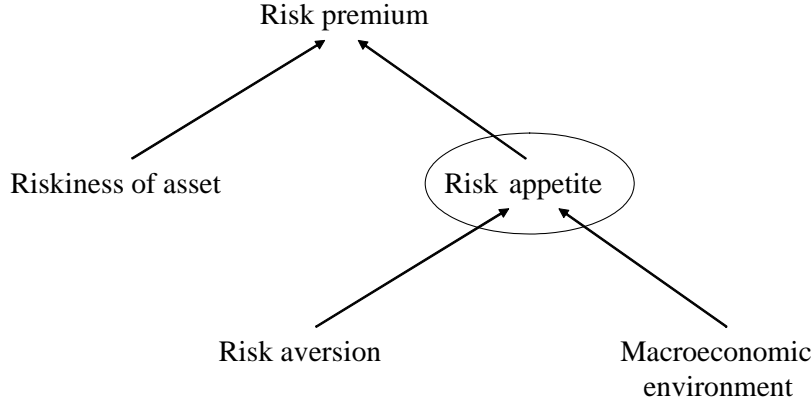 Risk premium
Riskiness of asset
Risk appetite
Risk aversion
Macroeconomic
environment